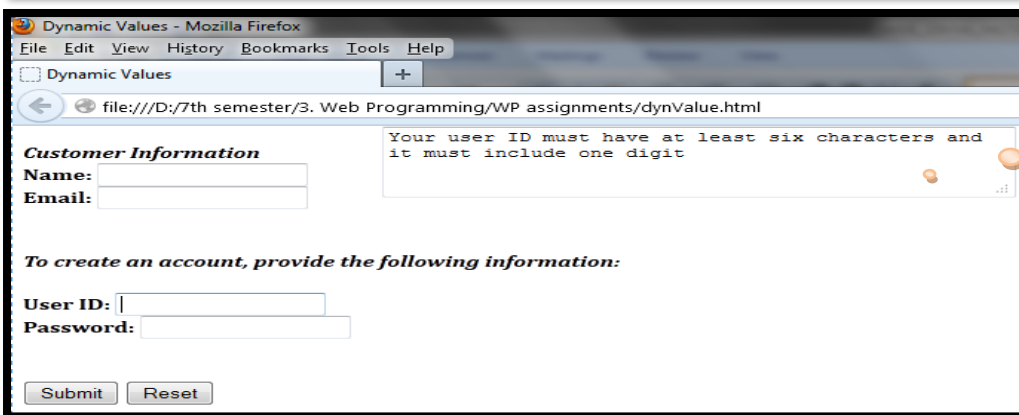 Dynamic Values - Mozilla Firefox
File Edit View History Bookmarks Tools Help
Dynamic Values +
file:///D:/7th semester/3. Web Programming/WP assignments/dynValue.html
Your user ID must have at least six characters and
it must include one digit
Customer Information
Name:
Email:
To create an account, provide the following information:
User ID:
Password:
Submit Reset